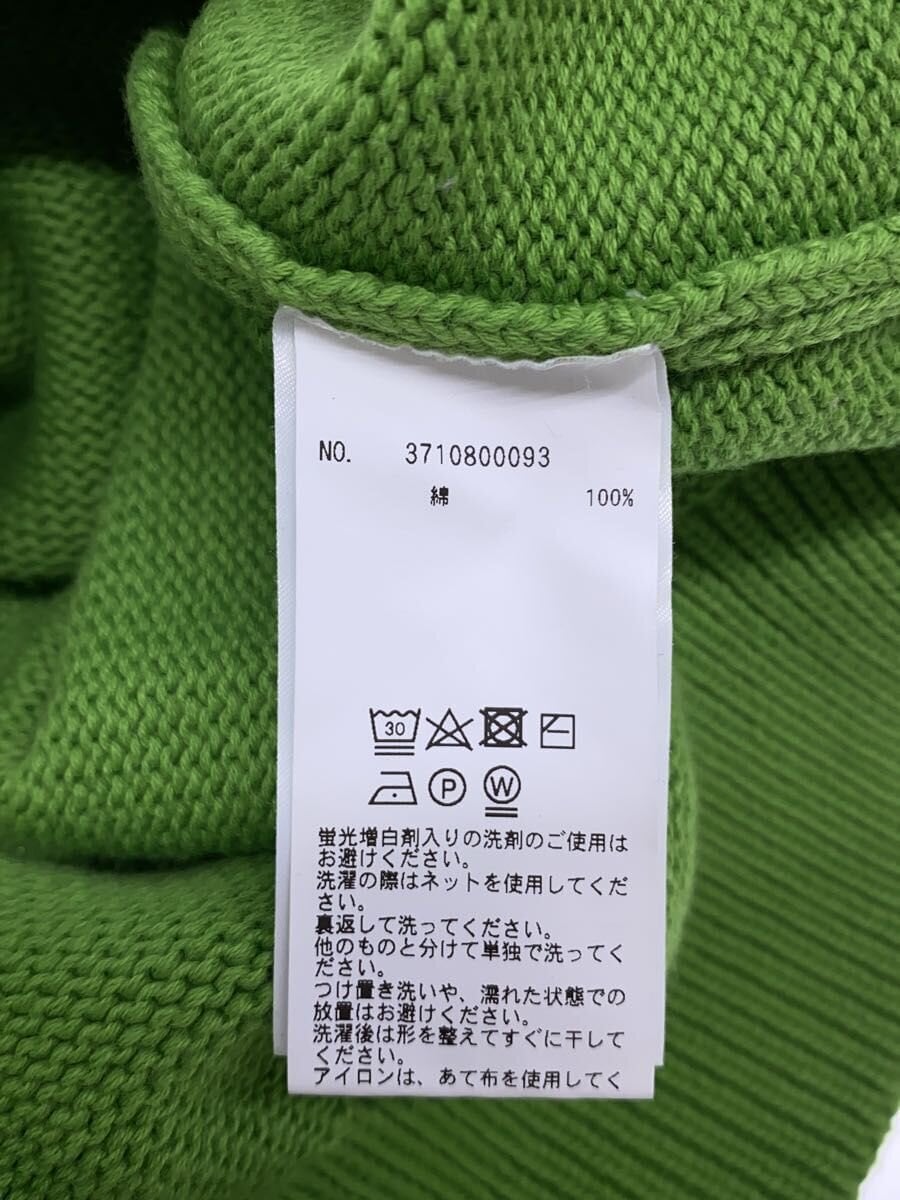 NO. 3710800093
綿 100%
30
P W
蛍光増白剤入りの洗剤のご使用は
お避けください。
洗濯の際はネットを使用してくだ
さい。
裏返して洗ってください。
他のものと分けて単独で洗ってく
ださい。
つけ置き洗いや、濡れた状態での
放置はお避けください。
洗濯後は形を整えてすぐに干して
ください。
アイロンは、あて布を使用してく